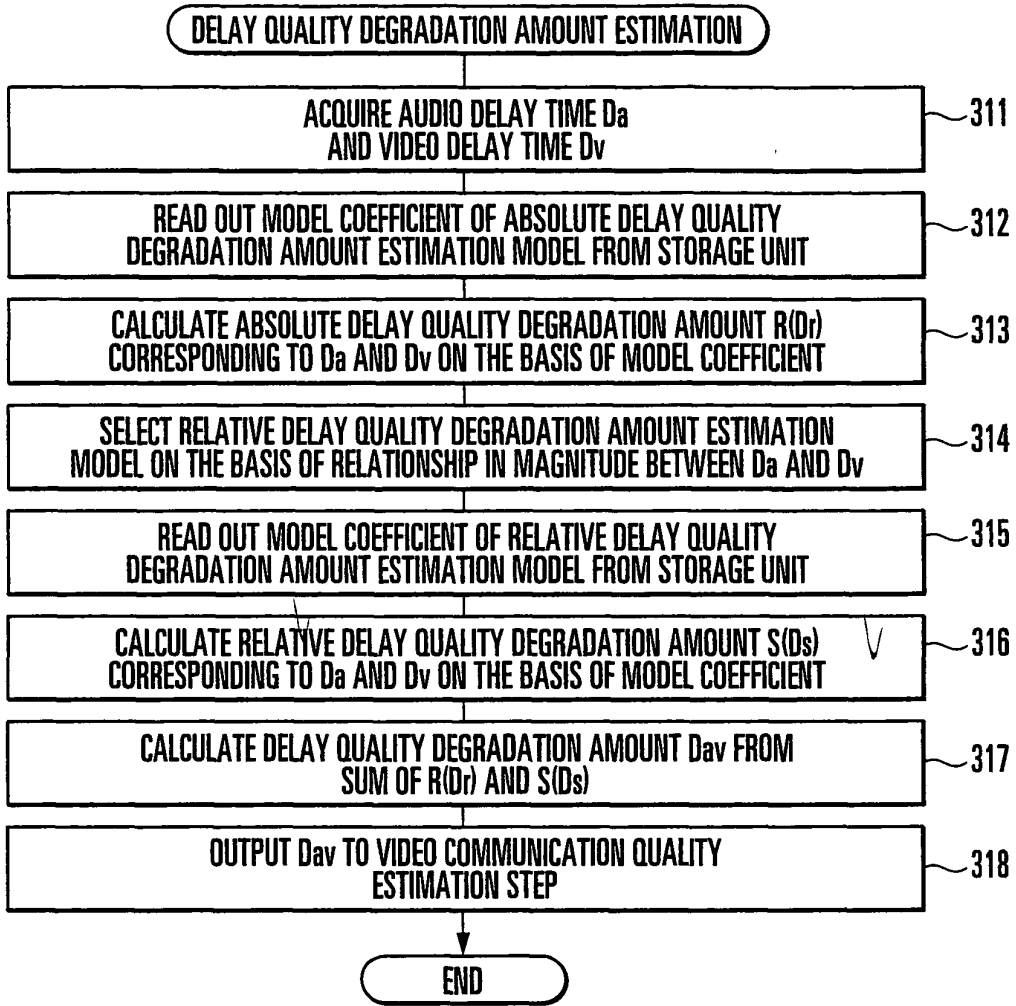 DELAY QUALITY DEGRADATION AMOUNT ESTIMATION
ACQUIRE AUDIO DELAY TIME Da
AND VIDEO DELAY TIME Dv
311
READ OUT MODEL COEFFICIENT OF ABSOLUTE DELAY QUALITY
DEGRADATION AMOUNT ESTIMATION MODEL FROM STORAGE UNIT
312
CALCULATE ABSOLUTE DELAY QUALITY DEGRADATION AMOUNT R(Dr)
CORRESPONDING TO Da AND Dv ON THE BASIS OF MODEL COEFFICIENT
313
SELECT RELATIVE DELAY QUALITY DEGRADATION AMOUNT ESTIMATION
MODEL ON THE BASIS OF RELATIONSHIP IN MAGNITUDE BETWEEN Da AND Dv
314
READ OUT MODEL COEFFICIENT OF RELATIVE DELAY QUALITY
DEGRADATION AMOUNT ESTIMATION MODEL FROM STORAGE UNIT
315
CALCULATE RELATIVE DELAY QUALITY DEGRADATION AMOUNT S(Ds)
CORRESPONDING TO Da AND Dv ON THE BASIS OF MODEL COEFFICIENT
316
CALCULATE DELAY QUALITY DEGRADATION AMOUNT Dav FROM
SUM OF R(Dr) AND S(Ds)
317
OUTPUT Dav TO VIDEO COMMUNICATION QUALITY
ESTIMATION STEP
318
END